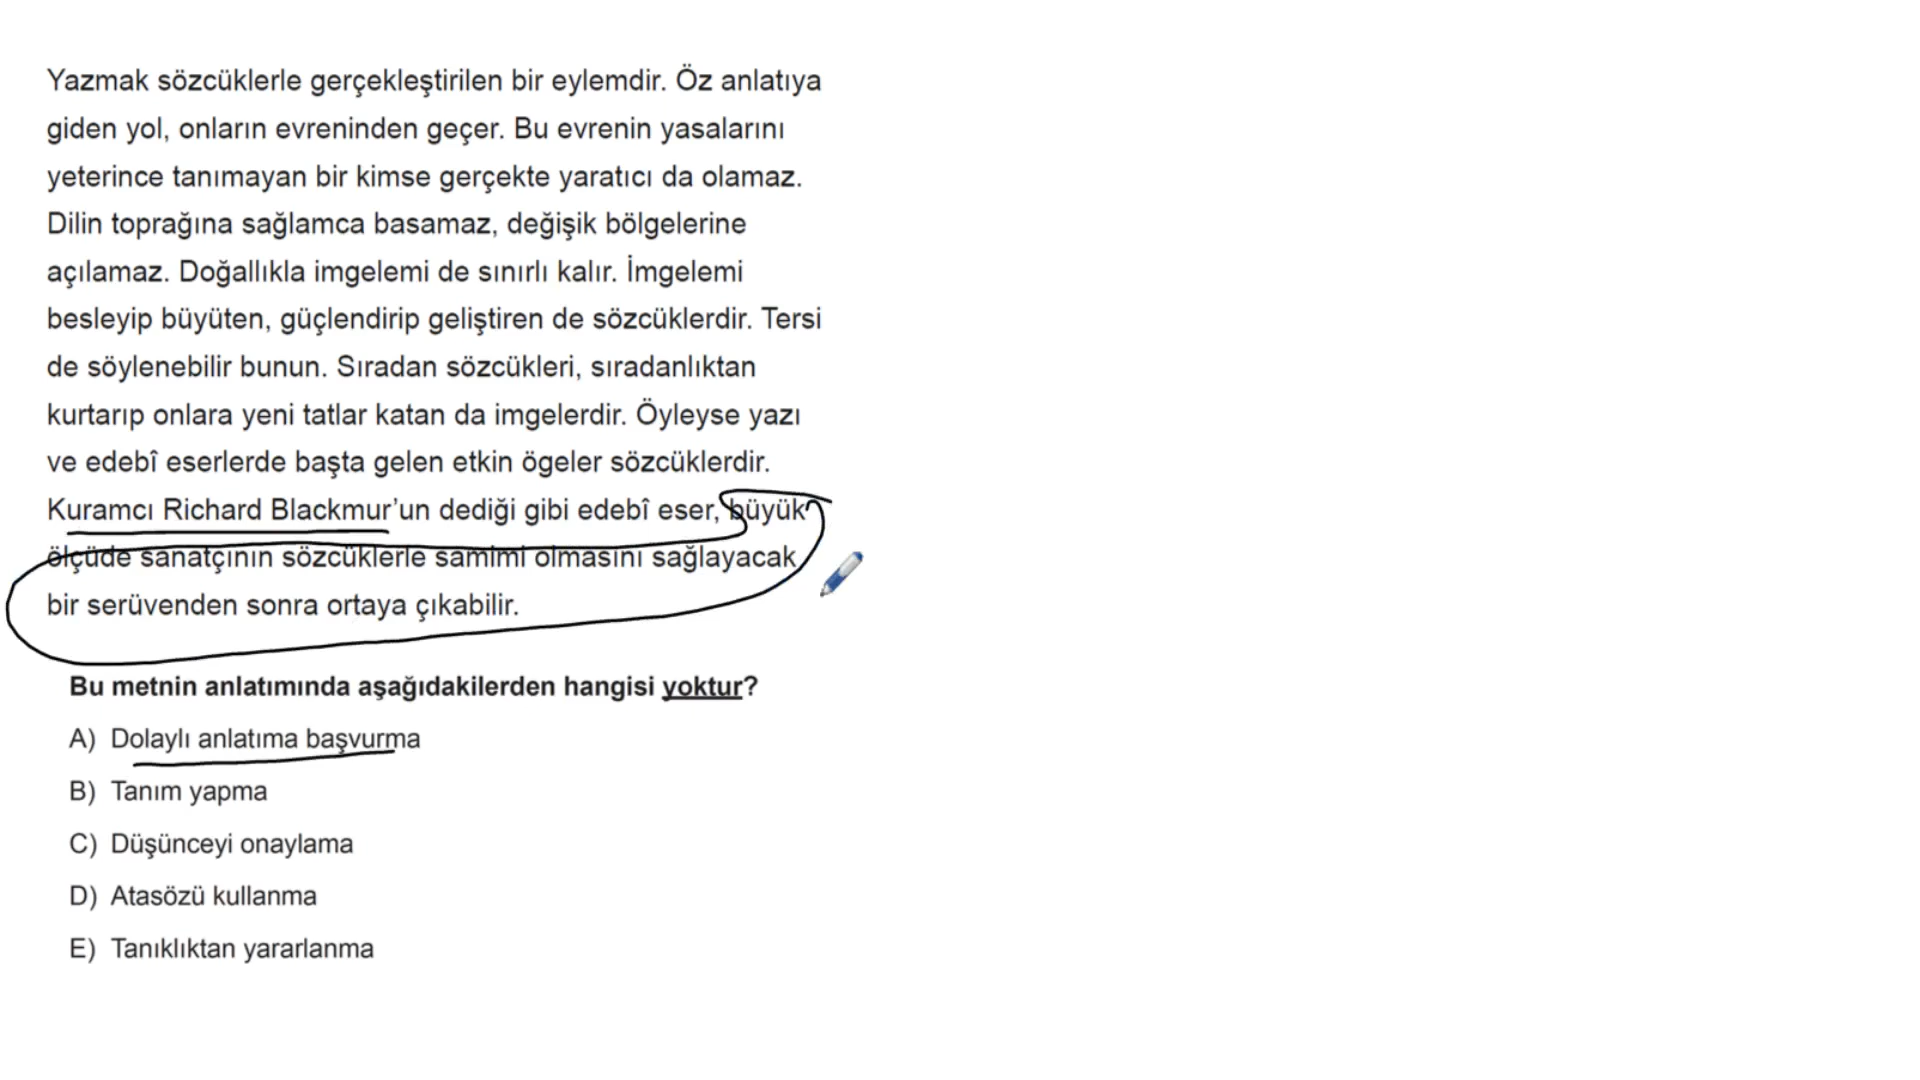 Yazmak sözcüklerle gerçekleştirilen bir eylemdir. Öz anlatıya
giden yol, onların evreninden geçer. Bu evrenin yasalarını
yeterince tanımayan bir kimse gerçekte yaratıcı da olamaz.
Dilin toprağına sağlamca basamaz, değişik bölgelerine
açılamaz. Doğallıkla imgelemi de sınırlı kalır. İmgelemi
besleyip büyüten, güçlendirip geliştiren de sözcüklerdir. Tersi
de söylenebilir bunun. Sıradan sözcükleri, sıradanlıktan
kurtarıp onlara yeni tatlar katan da imgelerdir. Öyleyse yazı
ve edebî eserlerde başta gelen etkin ögeler sözcüklerdir.
Kuramcı Richard Blackmur’un dediği gibi edebî eser, büyük
ölçüde sanatçının sözcüklerle samimi olmasını sağlayacak
bir serüvenden sonra ortaya çıkabilir.
Bu metnin anlatımında aşağıdakilerden hangisi yoktur?
A) Dolaylı anlatıma başvurma
B) Tanım yapma
C) Düşünceyi onaylama
D) Atasözü kullanma
E) Tanıklıktan yararlanma